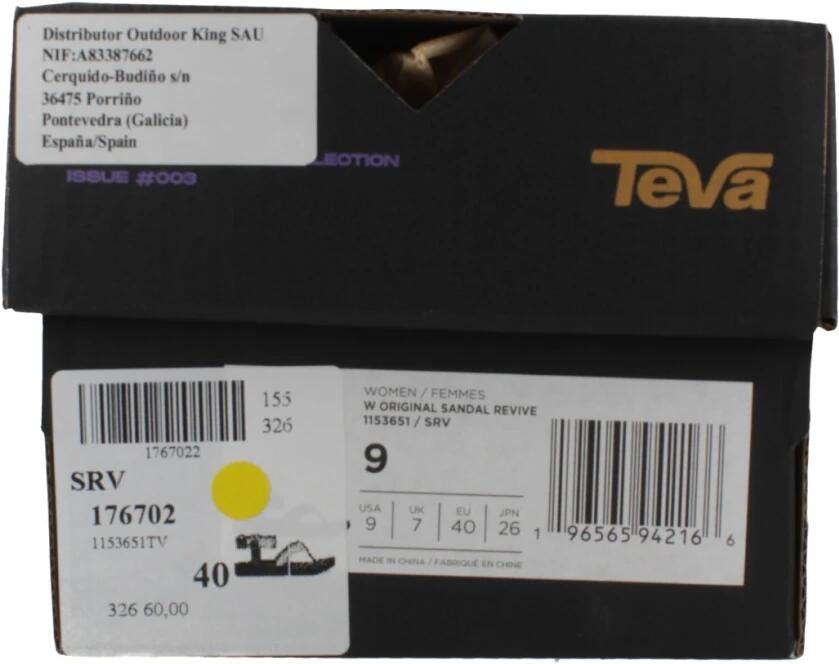 Distributor Outdoor King SAU
NIF:A83387662
Cerquido-Budiño s/n
36475 Porriño
Pontevedra (Galicia)
España/Spain
ISSUE #003
Teva
155
326
1767022
SRV
176702
1153651TV
40
326 60,00
WOMEN / FEMMES
W ORIGINAL SANDAL REVIVE
1153651 / SRV
9
USA UK EU JPN
9 7 40 26
MADE IN CHINA / FABRIQUÉ EN CHINE
1 96565 94216 6